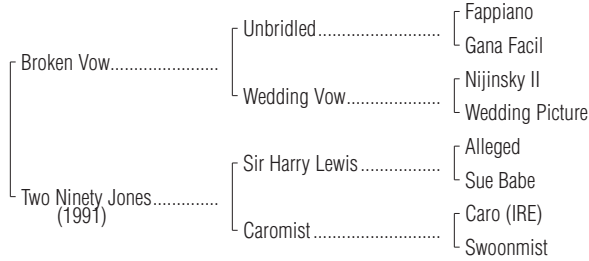 Fappiano
Unbridled..........................
Gana Facil
Broken Vow.......................
Nijinsky II
Wedding Vow....................
Wedding Picture
Alleged
Sir Harry Lewis.................
Sue Babe
Two Ninety Jones..............
(1991)
Caro (IRE)
Caromist...........................
Swoonmist